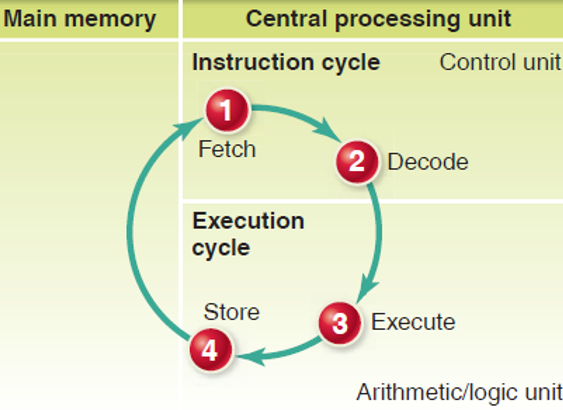 Main memory
Central processing unit
Instruction cycle
Control unit
1
Fetch
2
Decode
Execution
cycle
3
Execute
Store
4
Arithmetic/logic unit